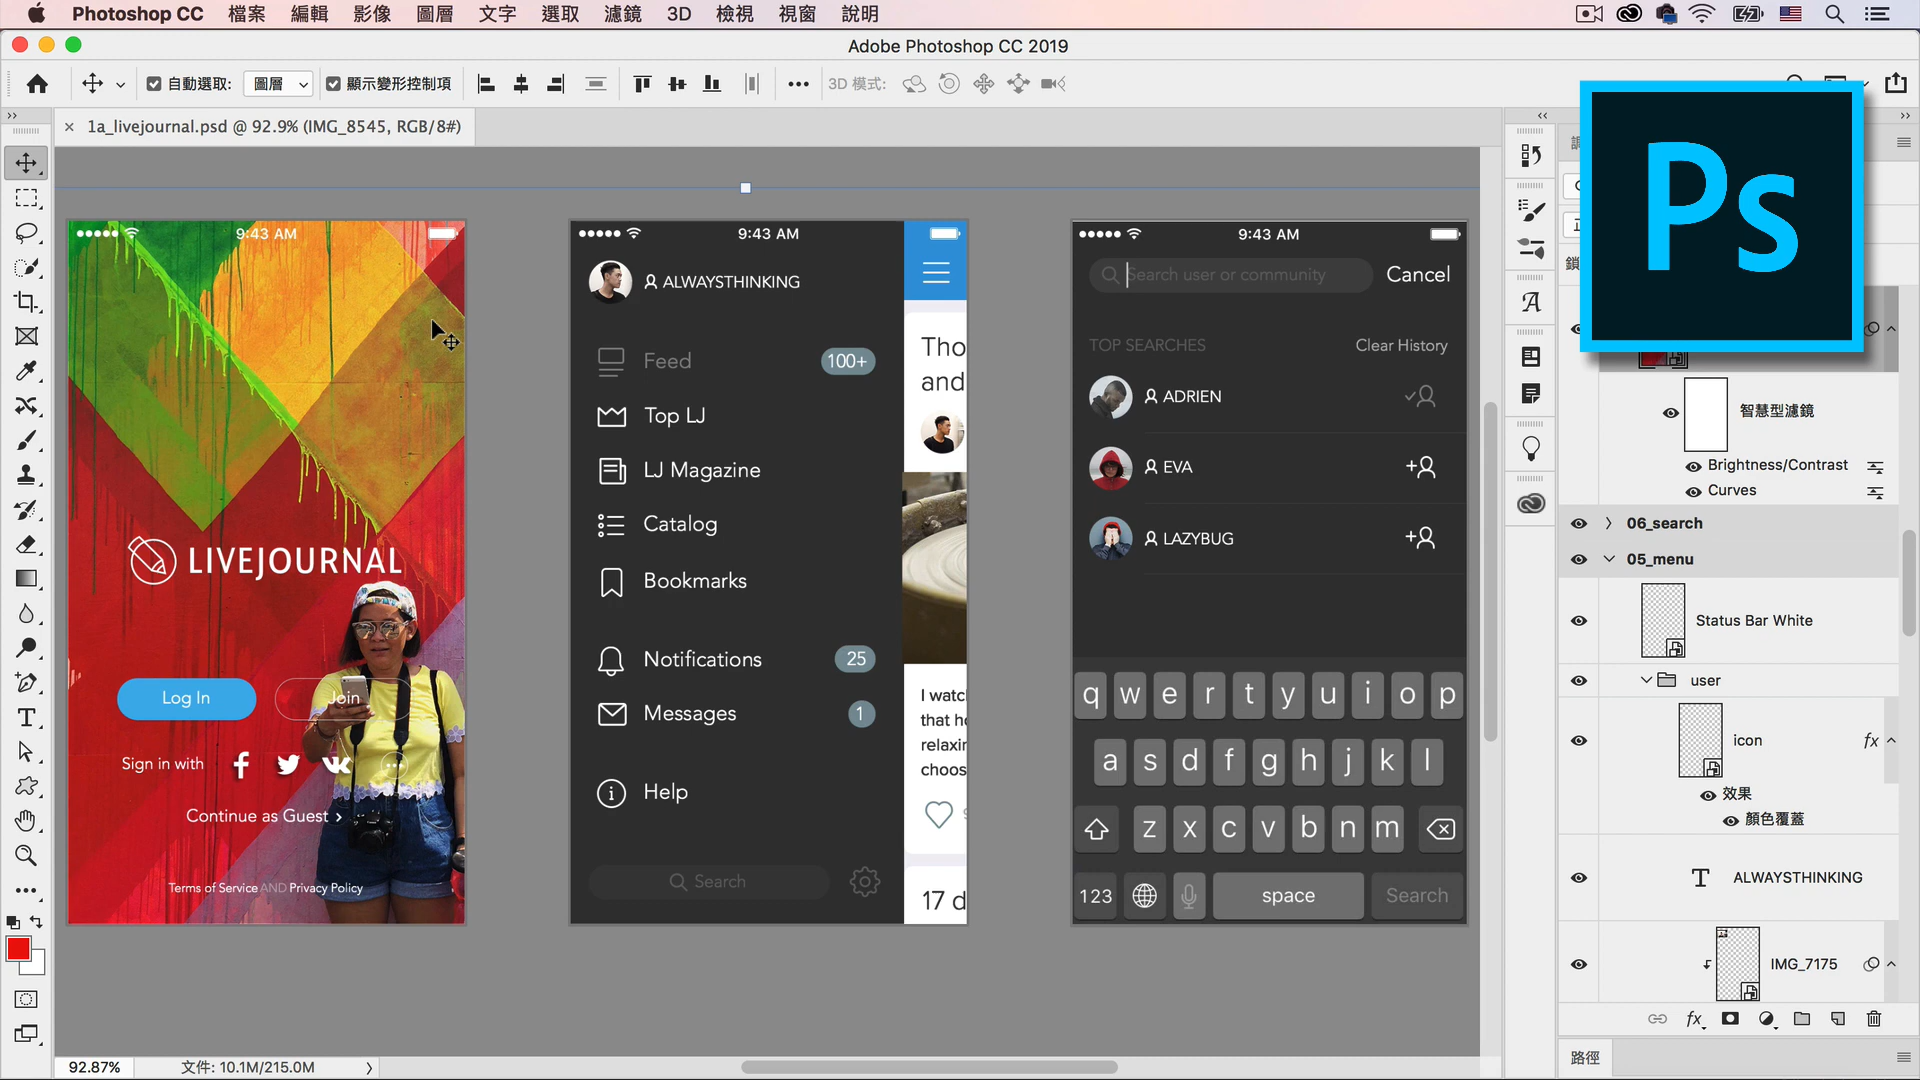 Photoshop CC 檔案 編輯 影像 圖層 文字 選取 濾鏡 3D 檢視 視窗 說明
Adobe Photoshop CC 2019
自動選取: 圖層 顯示變形控制項 3D 模式:
1a_livejournal.psd @ 92.9% (IMG_8545, RGB/8#)
Ps
9:43 AM
LIVEJOURNAL
Log In Join
Sign in with
Continue as Guest
Terms of Service AND Privacy Policy
9:43 AM
ALWAYSTHINKING
Feed 100+
Top LJ
LJ Magazine
Catalog
Bookmarks
Notifications 25
Messages 1
Help
Search
Tho
and
I watch
that he
relaxin
choos
17 d
9:43 AM
Search user or community Cancel
TOP SEARCHES Clear History
ADRIEN
EVA
LAZYBUG
q w e r t y u i o p
a s d f g h j k l
z x c v b n m
123 space Search
智慧型濾鏡
Brightness/Contrast
Curves
06_search
05_menu
Status Bar White
user
icon fx
效果
顏色覆蓋
T ALWAYSTHINKING
IMG_7175
fx
路徑
92.87% 文件: 10.1M/215.0M